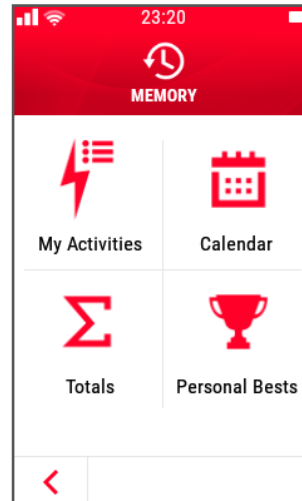 23:20
MEMORY
My Activities
Calendar
Totals
Personal Bests